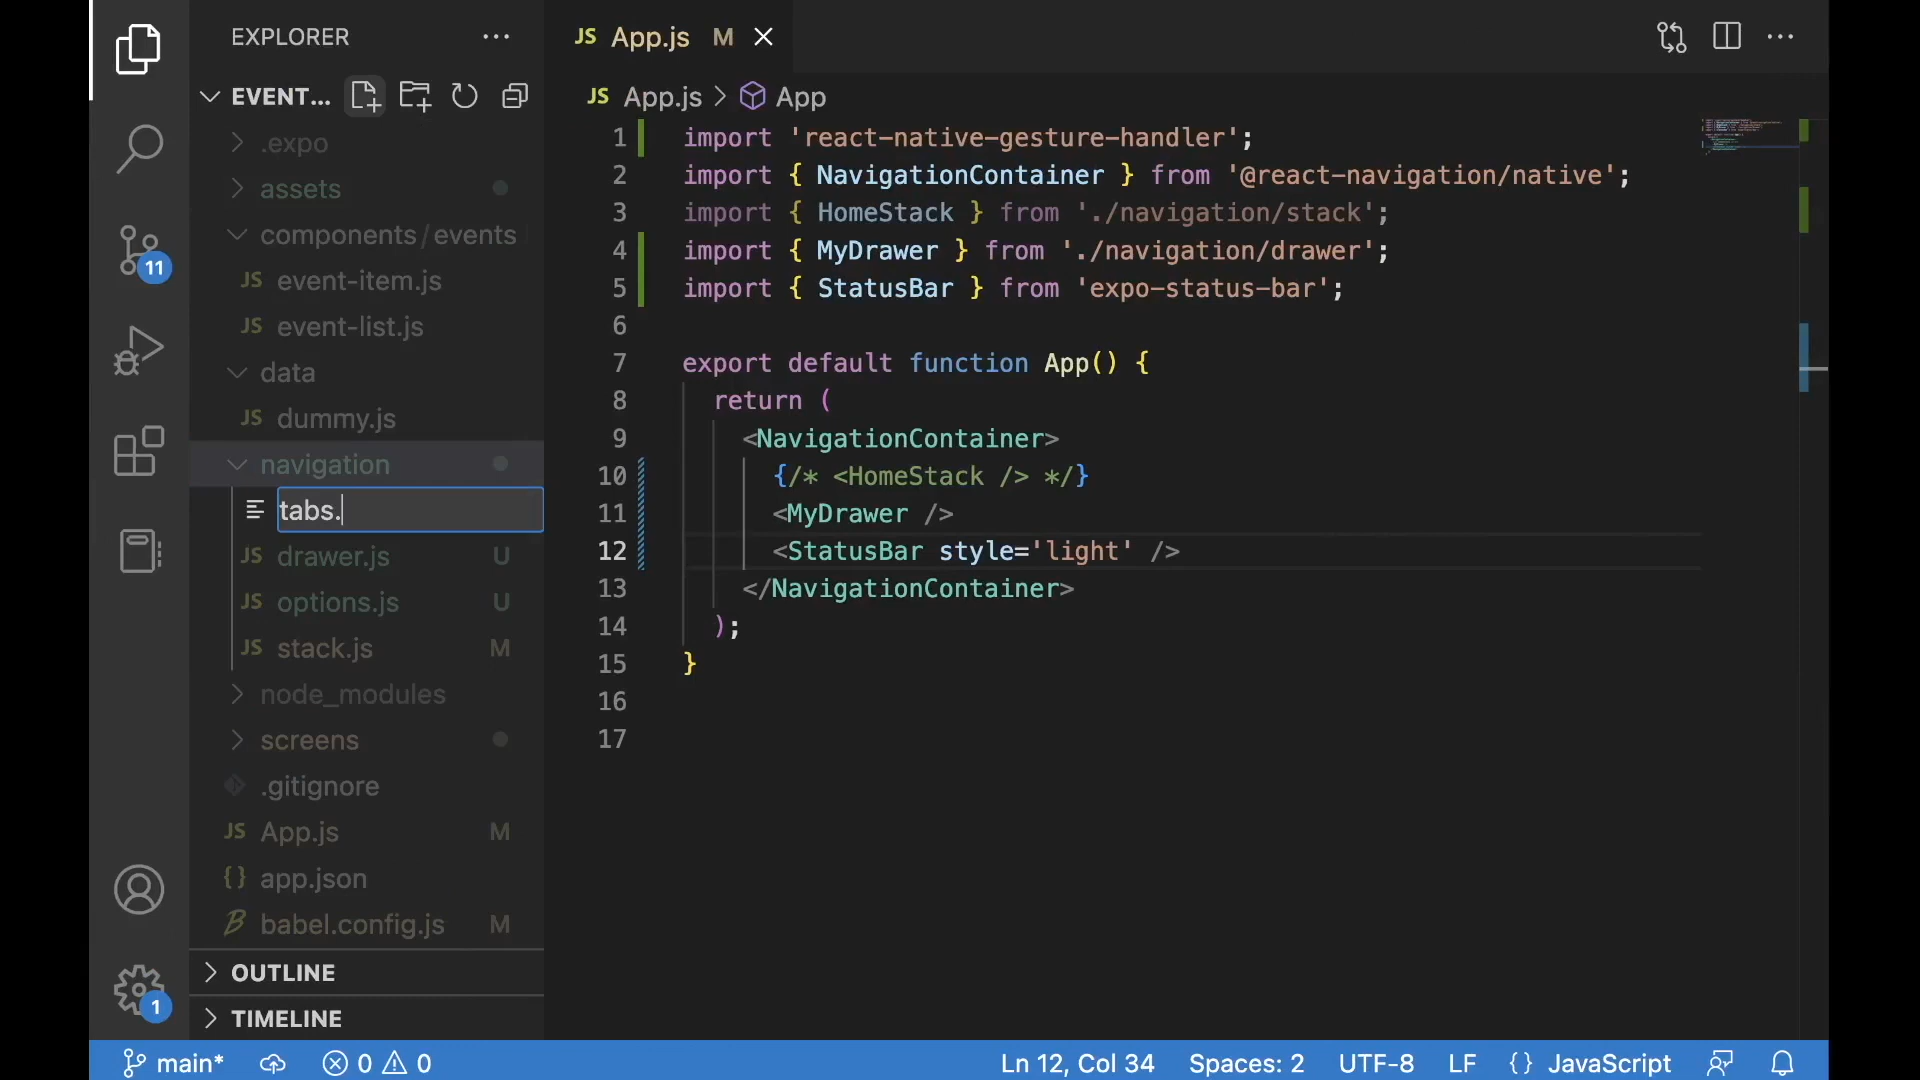 EXPLORER
EVENT...
.expo
assets
components/events
JS event-item.js
JS event-list.js
data
JS dummy.js
navigation
tabs.
JS drawer.js U
JS options.js U
JS stack.js M
node_modules
screens
.gitignore
JS App.js M
{} app.json
babel.config.js M
OUTLINE
TIMELINE
11
1
JS App.js M
JS App.js > App
1 import 'react-native-gesture-handler';
2 import { NavigationContainer } from '@react-navigation/native';
3 import { HomeStack } from './navigation/stack';
4 import { MyDrawer } from './navigation/drawer';
5 import { StatusBar } from 'expo-status-bar';
6
7 export default function App() {
8 return (
9 <NavigationContainer>
10 {/* <HomeStack /> */}
11 <MyDrawer />
12 <StatusBar style='light' />
13 </NavigationContainer>
14 );
15 }
16
17
main* 0 0 Ln 12, Col 34 Spaces: 2 UTF-8 LF {} JavaScript